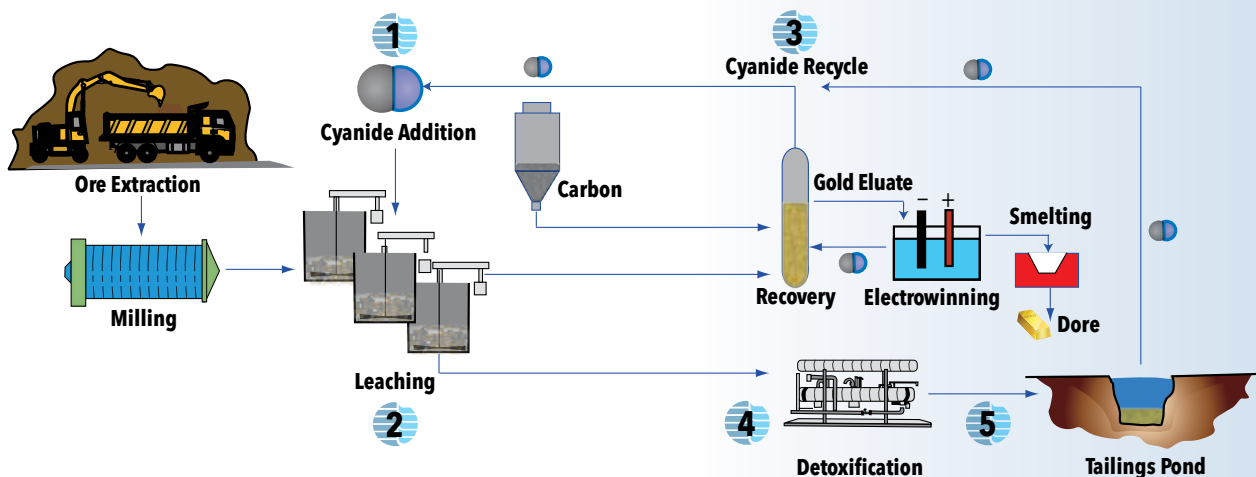 1
3
Cyanide Recycle
Cyanide Addition
Ore Extraction
Carbon
Gold Eluate
− +
Smelting
Milling
Recovery
Electrowinning
Dore
Leaching
2
4
5
Detoxification
Tailings Pond